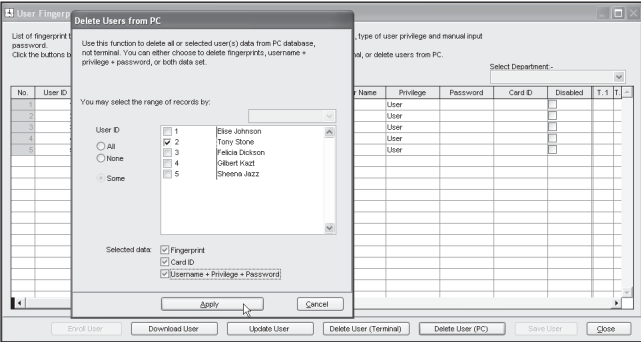 User Fingerp
Delete Users from PC
List of fingerprint t
, type of user privilege and manual input
password.
Click the buttons b
nal, or delete users from PC.
Use this function to delete all or selected user(s) data from PC database,
not terminal. You can either choose to delete fingerprints, username +
privilege + password, or both data set.
Select Department:-
No. User ID
r Name Privilege Password Card ID Disabled T. 1 T.
You may select the range of records by:
User ID
All
None
Some
1 Elise Johnson
2 Tony Stone
3 Felicia Dickson
4 Gilbert Kazt
5 Sheena Jazz
1 User
2 User
3 User
4 User
5 User
Selected data:
Fingerprint
Card ID
Username + Privilege + Password
Apply Cancel
Enroll User Download User Update User Delete User (Terminal) Delete User (PC) Save User Close